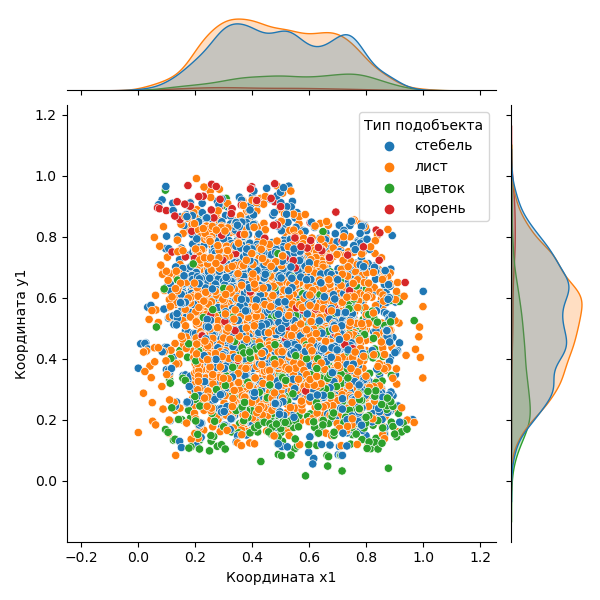 Тип подобъекта
стебель
лист
цветок
корень
Координата y1
1.2
1.0
0.8
0.6
0.4
0.2
0.0
−0.2 0.0 0.2 0.4 0.6 0.8 1.0 1.2
Координата x1